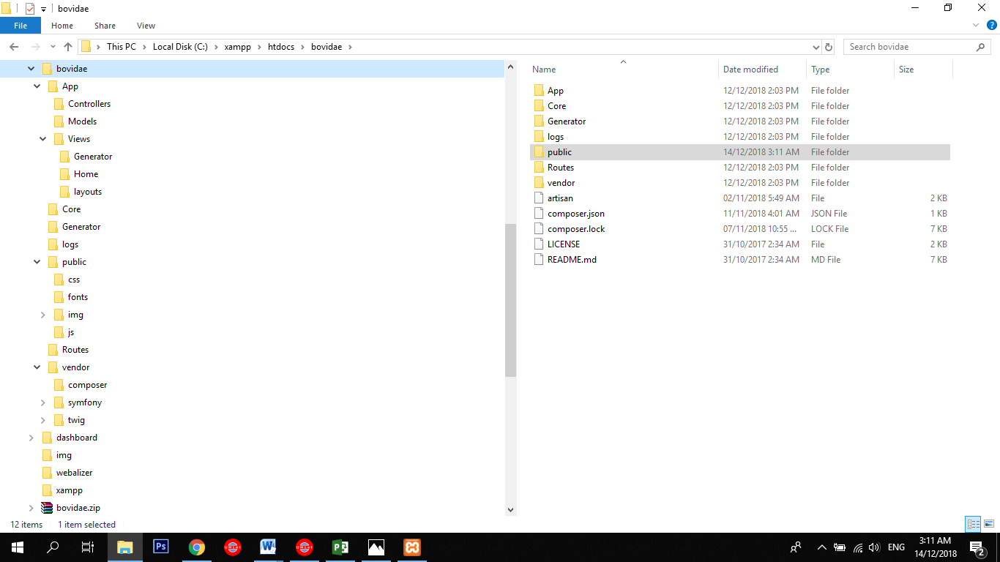 bovidae
File Home Share View
This PC Local Disk (C:) xampp htdocs bovidae Search bovidae
bovidae
App
Controllers
Models
Views
Generator
Home
layouts
Core
Generator
logs
public
css
fonts
img
js
Routes
vendor
composer
symfony
twig
dashboard
img
webalizer
xampp
bovidae.zip
Name Date modified Type Size
App 12/12/2018 2:03 PM File folder
Core 12/12/2018 2:03 PM File folder
Generator 12/12/2018 2:03 PM File folder
logs 12/12/2018 2:03 PM File folder
public 14/12/2018 3:11 AM File folder
Routes 12/12/2018 2:03 PM File folder
vendor 12/12/2018 2:03 PM File folder
artisan 02/11/2018 5:49 AM File 2 KB
composer.json 11/11/2018 4:01 AM JSON File 1 KB
composer.lock 07/11/2018 10:55 ... LOCK File 7 KB
LICENSE 31/10/2017 2:34 AM File 2 KB
README.md 31/10/2017 2:34 AM MD File 7 KB
12 items 1 item selected
Ps W P ENG 3:11 AM
14/12/2018 2